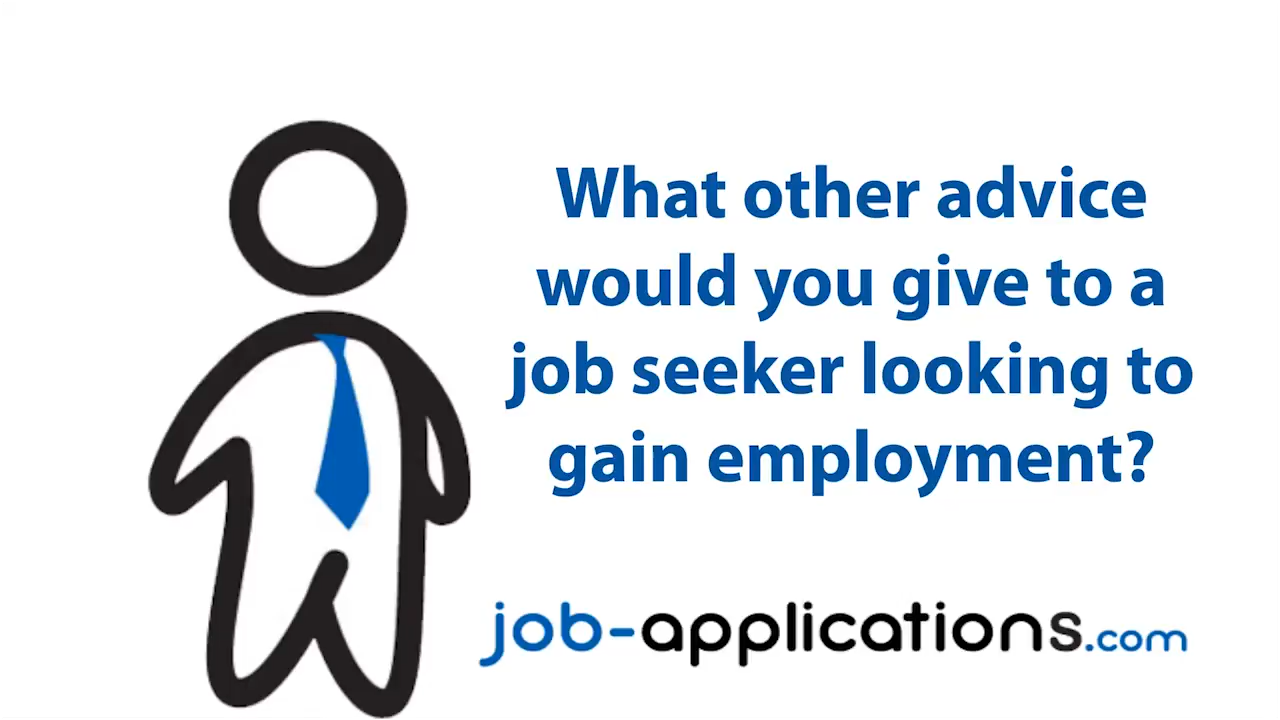 What other advice
would you give to a
job seeker looking to
gain employment?
job-applications.com